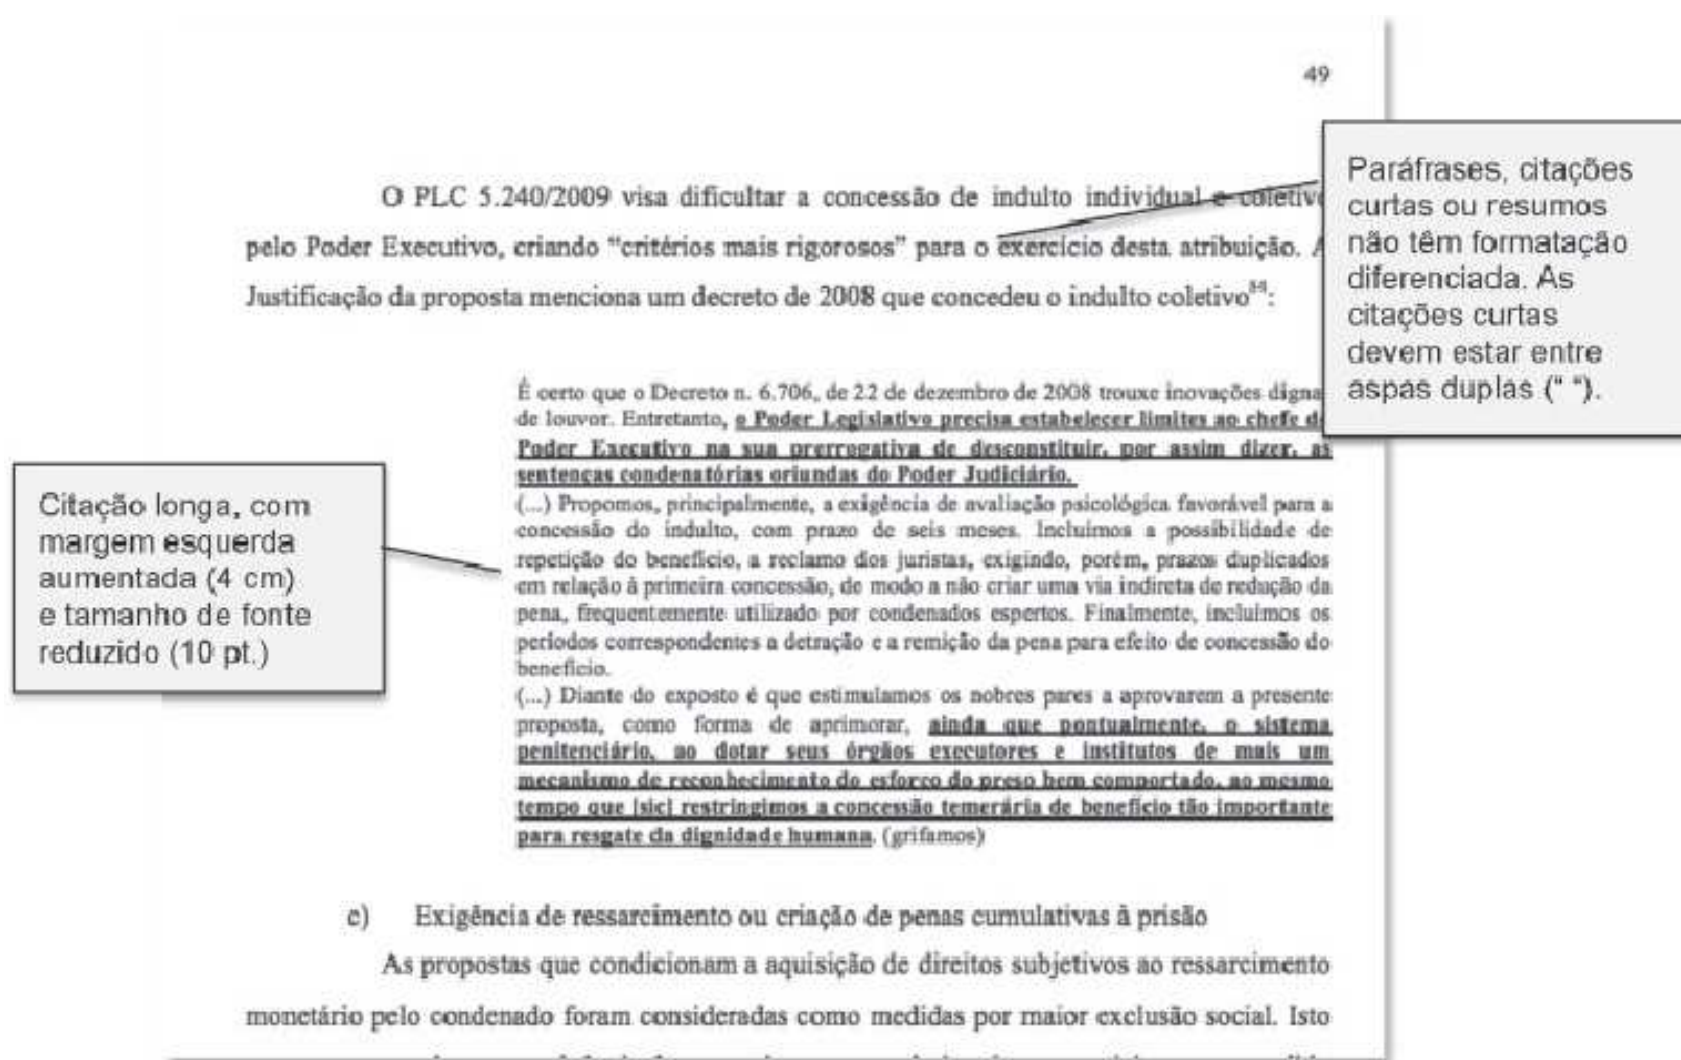 49
O PLC 5.240/2009 visa dificultar a concessão de indulto individual e coletivo
pelo Poder Executivo, criando “critérios mais rigorosos” para o exercício desta atribuição. A
Justificação da proposta menciona um decreto de 2008 que concedeu o indulto coletivo:
Paráfrases, citações
curtas ou resumos
não têm formatação
diferenciada. As
citações curtas
devem estar entre
aspas duplas (“ “).
É certo que o Decreto n. 6.706, de 22 de dezembro de 2008 trouxe inovações digna
de louvor. Entretanto, o Poder Legislativo precisa estabelecer limites ao chefe d
Poder Executivo na sua prerrogativa de desconstituir, por assim dizer, as
sentenças condenatórias oriundas do Poder Judiciário.
(...) Propomos, principalmente, a exigência de avaliação psicológica favorável para a
concessão do indulto, com prazo de seis meses. Incluímos a possibilidade de
repetição do benefício, a reclamo dos juristas, exigindo, porém, prazos duplicados
em relação à primeira concessão, de modo a não criar uma via indireta de redução da
pena, frequentemente utilizado por condenados espertos. Finalmente, incluímos os
períodos correspondentes a detração e a remição da pena para efeito de concessão do
benefício.
(...) Diante do exposto é que estimulamos os nobres pares a aprovarem a presente
proposta, como forma de aprimorar, ainda que pontualmente, o sistema
penitenciário, ao dotar seus órgãos executores e institutos de mais um
mecanismo de reconhecimento do esforço do preso bem comportado, ao mesmo
tempo que [sic] restringimos a concessão temerária de benefício tão importante
para resgate da dignidade humana. (grifamos)
Citação longa, com
margem esquerda
aumentada (4 cm)
e tamanho de fonte
reduzido (10 pt.)
c) Exigência de ressarcimento ou criação de penas cumulativas à prisão
As propostas que condicionam a aquisição de direitos subjetivos ao ressarcimento
monetário pelo condenado foram consideradas como medidas por maior exclusão social. Isto